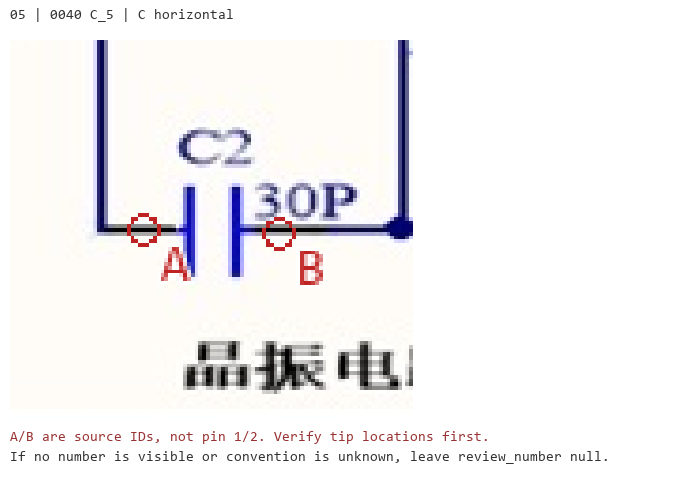 05 | 0040 C_5 | C horizontal
C2
30P
A
B
晶振电
A/B are source IDs, not pin 1/2. Verify tip locations first.
If no number is visible or convention is unknown, leave review_number null.